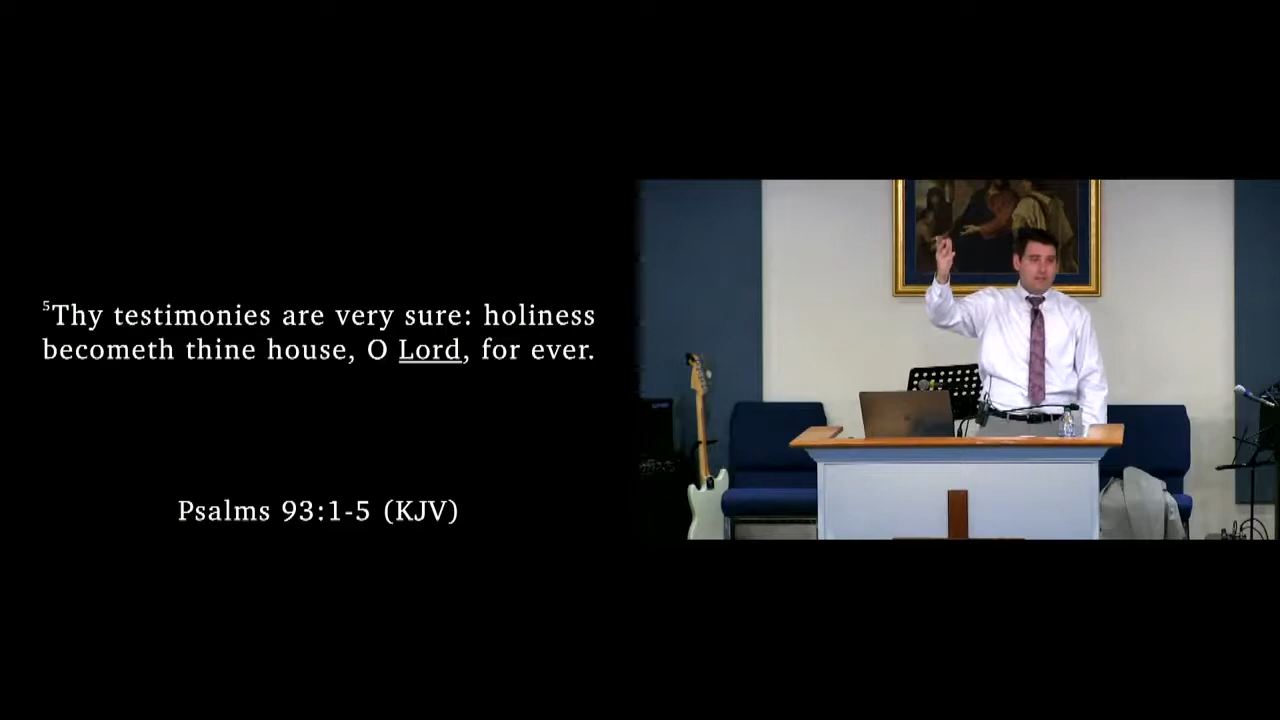 ⁵Thy testimonies are very sure: holiness
becometh thine house, O Lord, for ever.
Psalms 93:1-5 (KJV)